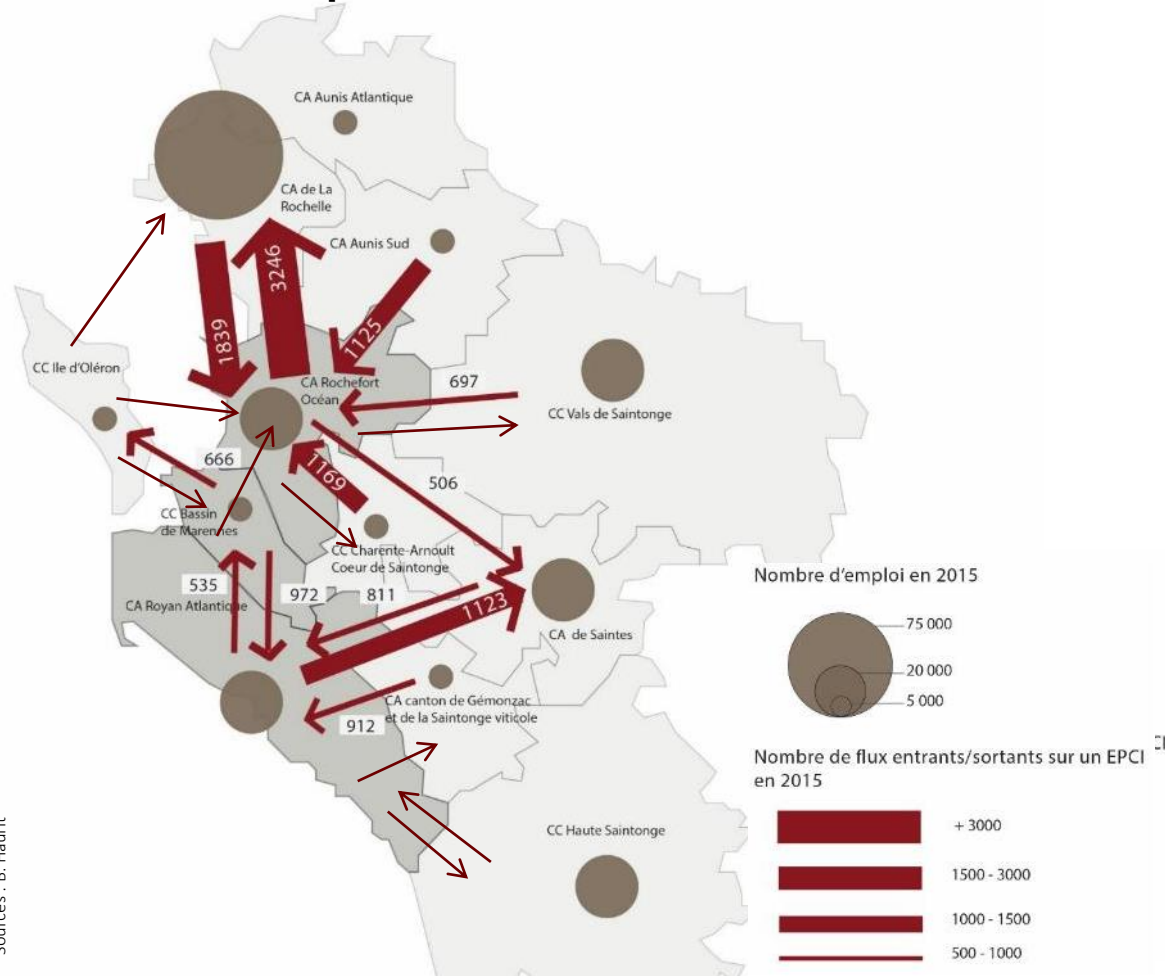 CA Aunis Atlantique
CA de La
Rochelle
3246
CA Aunis Sud
1839
1125
CC Ile d'Oléron
CA Rochefort
Océan
697
CC Vals de Saintonge
666
1169
506
CC Bassin
de Marennes
CC Charente-Arnoult
Coeur de Saintonge
535
972
811
1123
CA Royan Atlantique
CA de Saintes
CA canton de Gémonzac
et de la Saintonge viticole
912
CC Haute Saintonge
Nombre d'emploi en 2015
75 000
20 000
5 000
Nombre de flux entrants/sortants sur un EPCI
en 2015
+ 3000
1500 - 3000
1000 - 1500
500 - 1000
Sources : B. Haurit